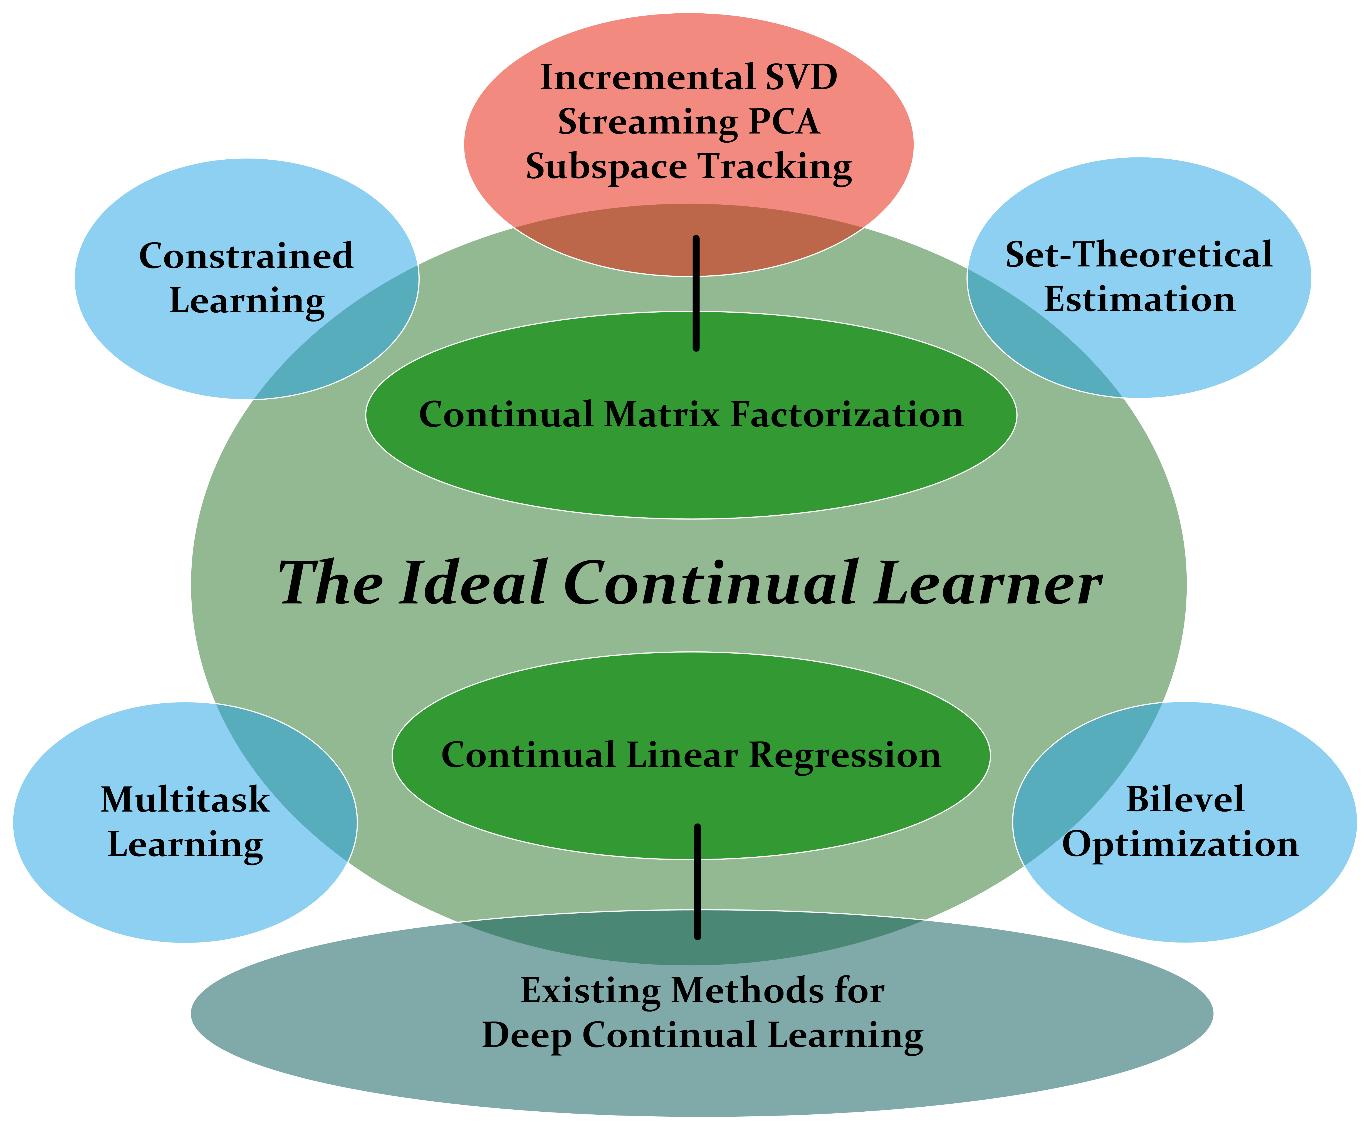 Incremental SVD
Streaming PCA
Subspace Tracking
Constrained
Learning
Set-Theoretical
Estimation
Continual Matrix Factorization
The Ideal Continual Learner
Continual Linear Regression
Multitask
Learning
Bilevel
Optimization
Existing Methods for
Deep Continual Learning